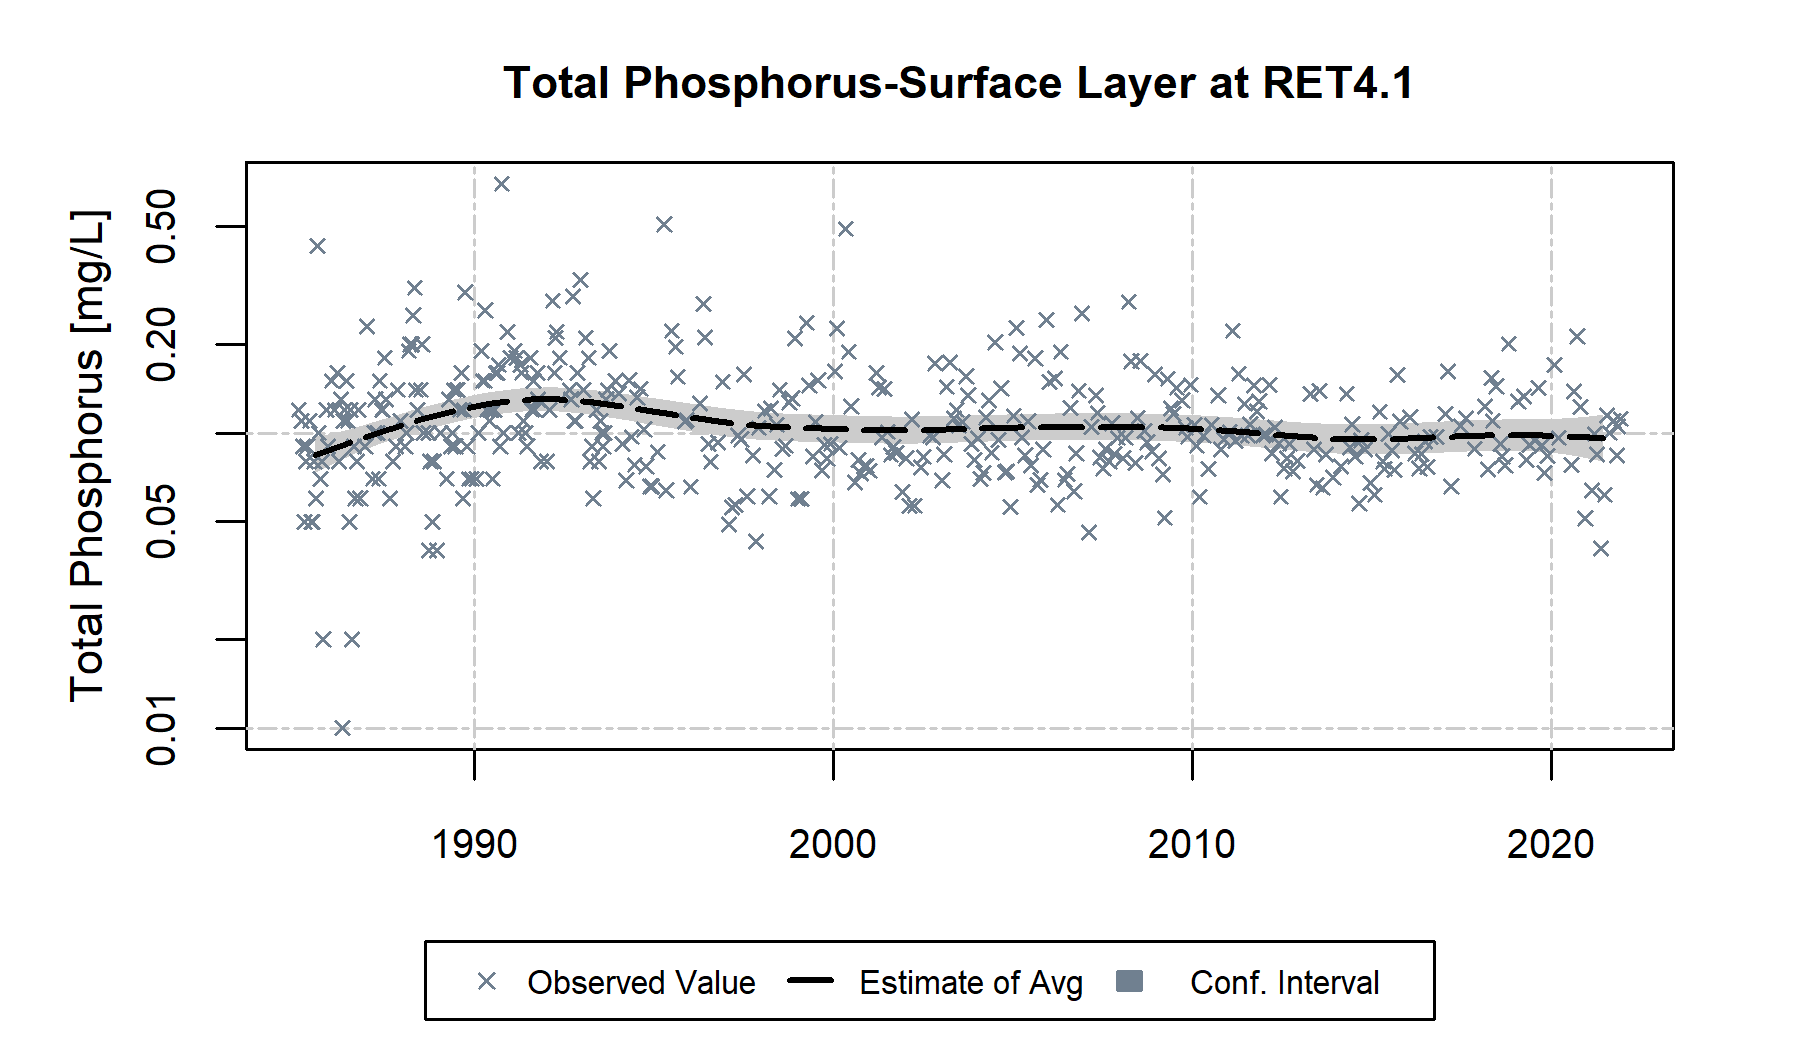 Total Phosphorus-Surface Layer at RET4.1
Total Phosphorus [mg/L]
0.50
0.20
0.05
0.01
1990 2000 2010 2020
Observed Value Estimate of Avg Conf. Interval